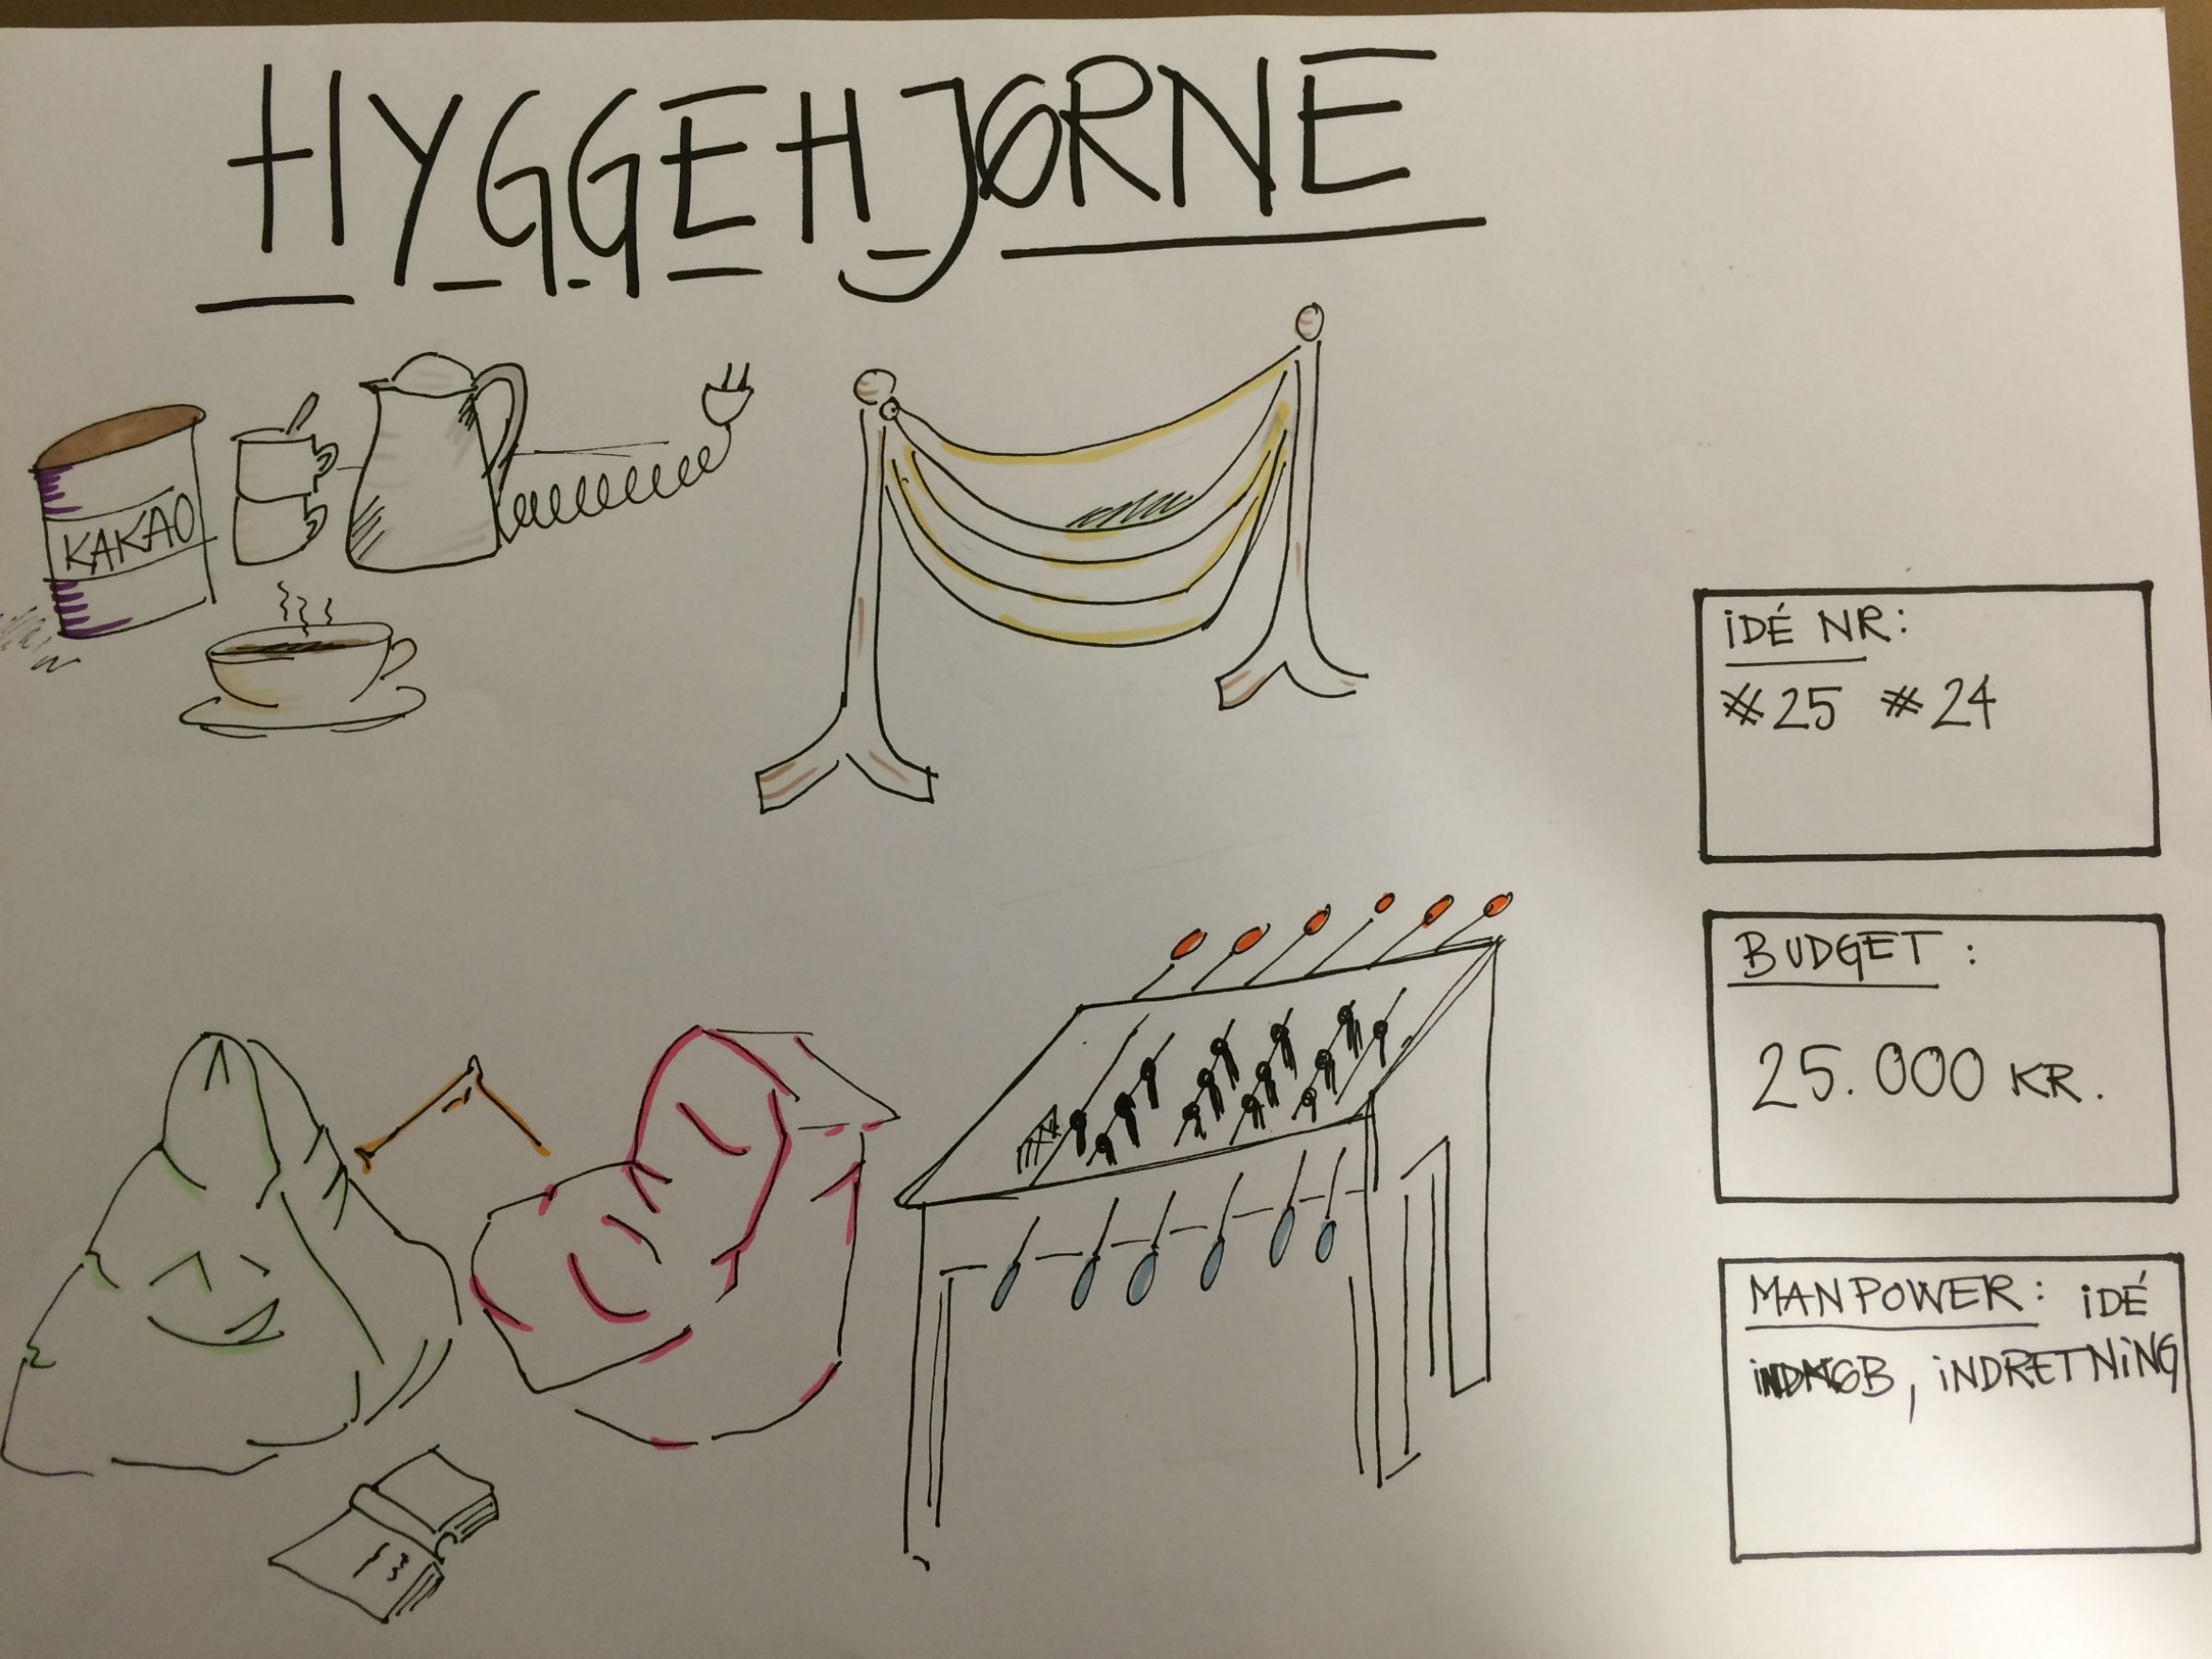 HYGGEHJØRNE
KAKAO
iDÉ NR:
#25 #24
BUDGET:
25.000 KR.
MANPOWER: iDÉ
iNDKØB, iNDRETNiNG